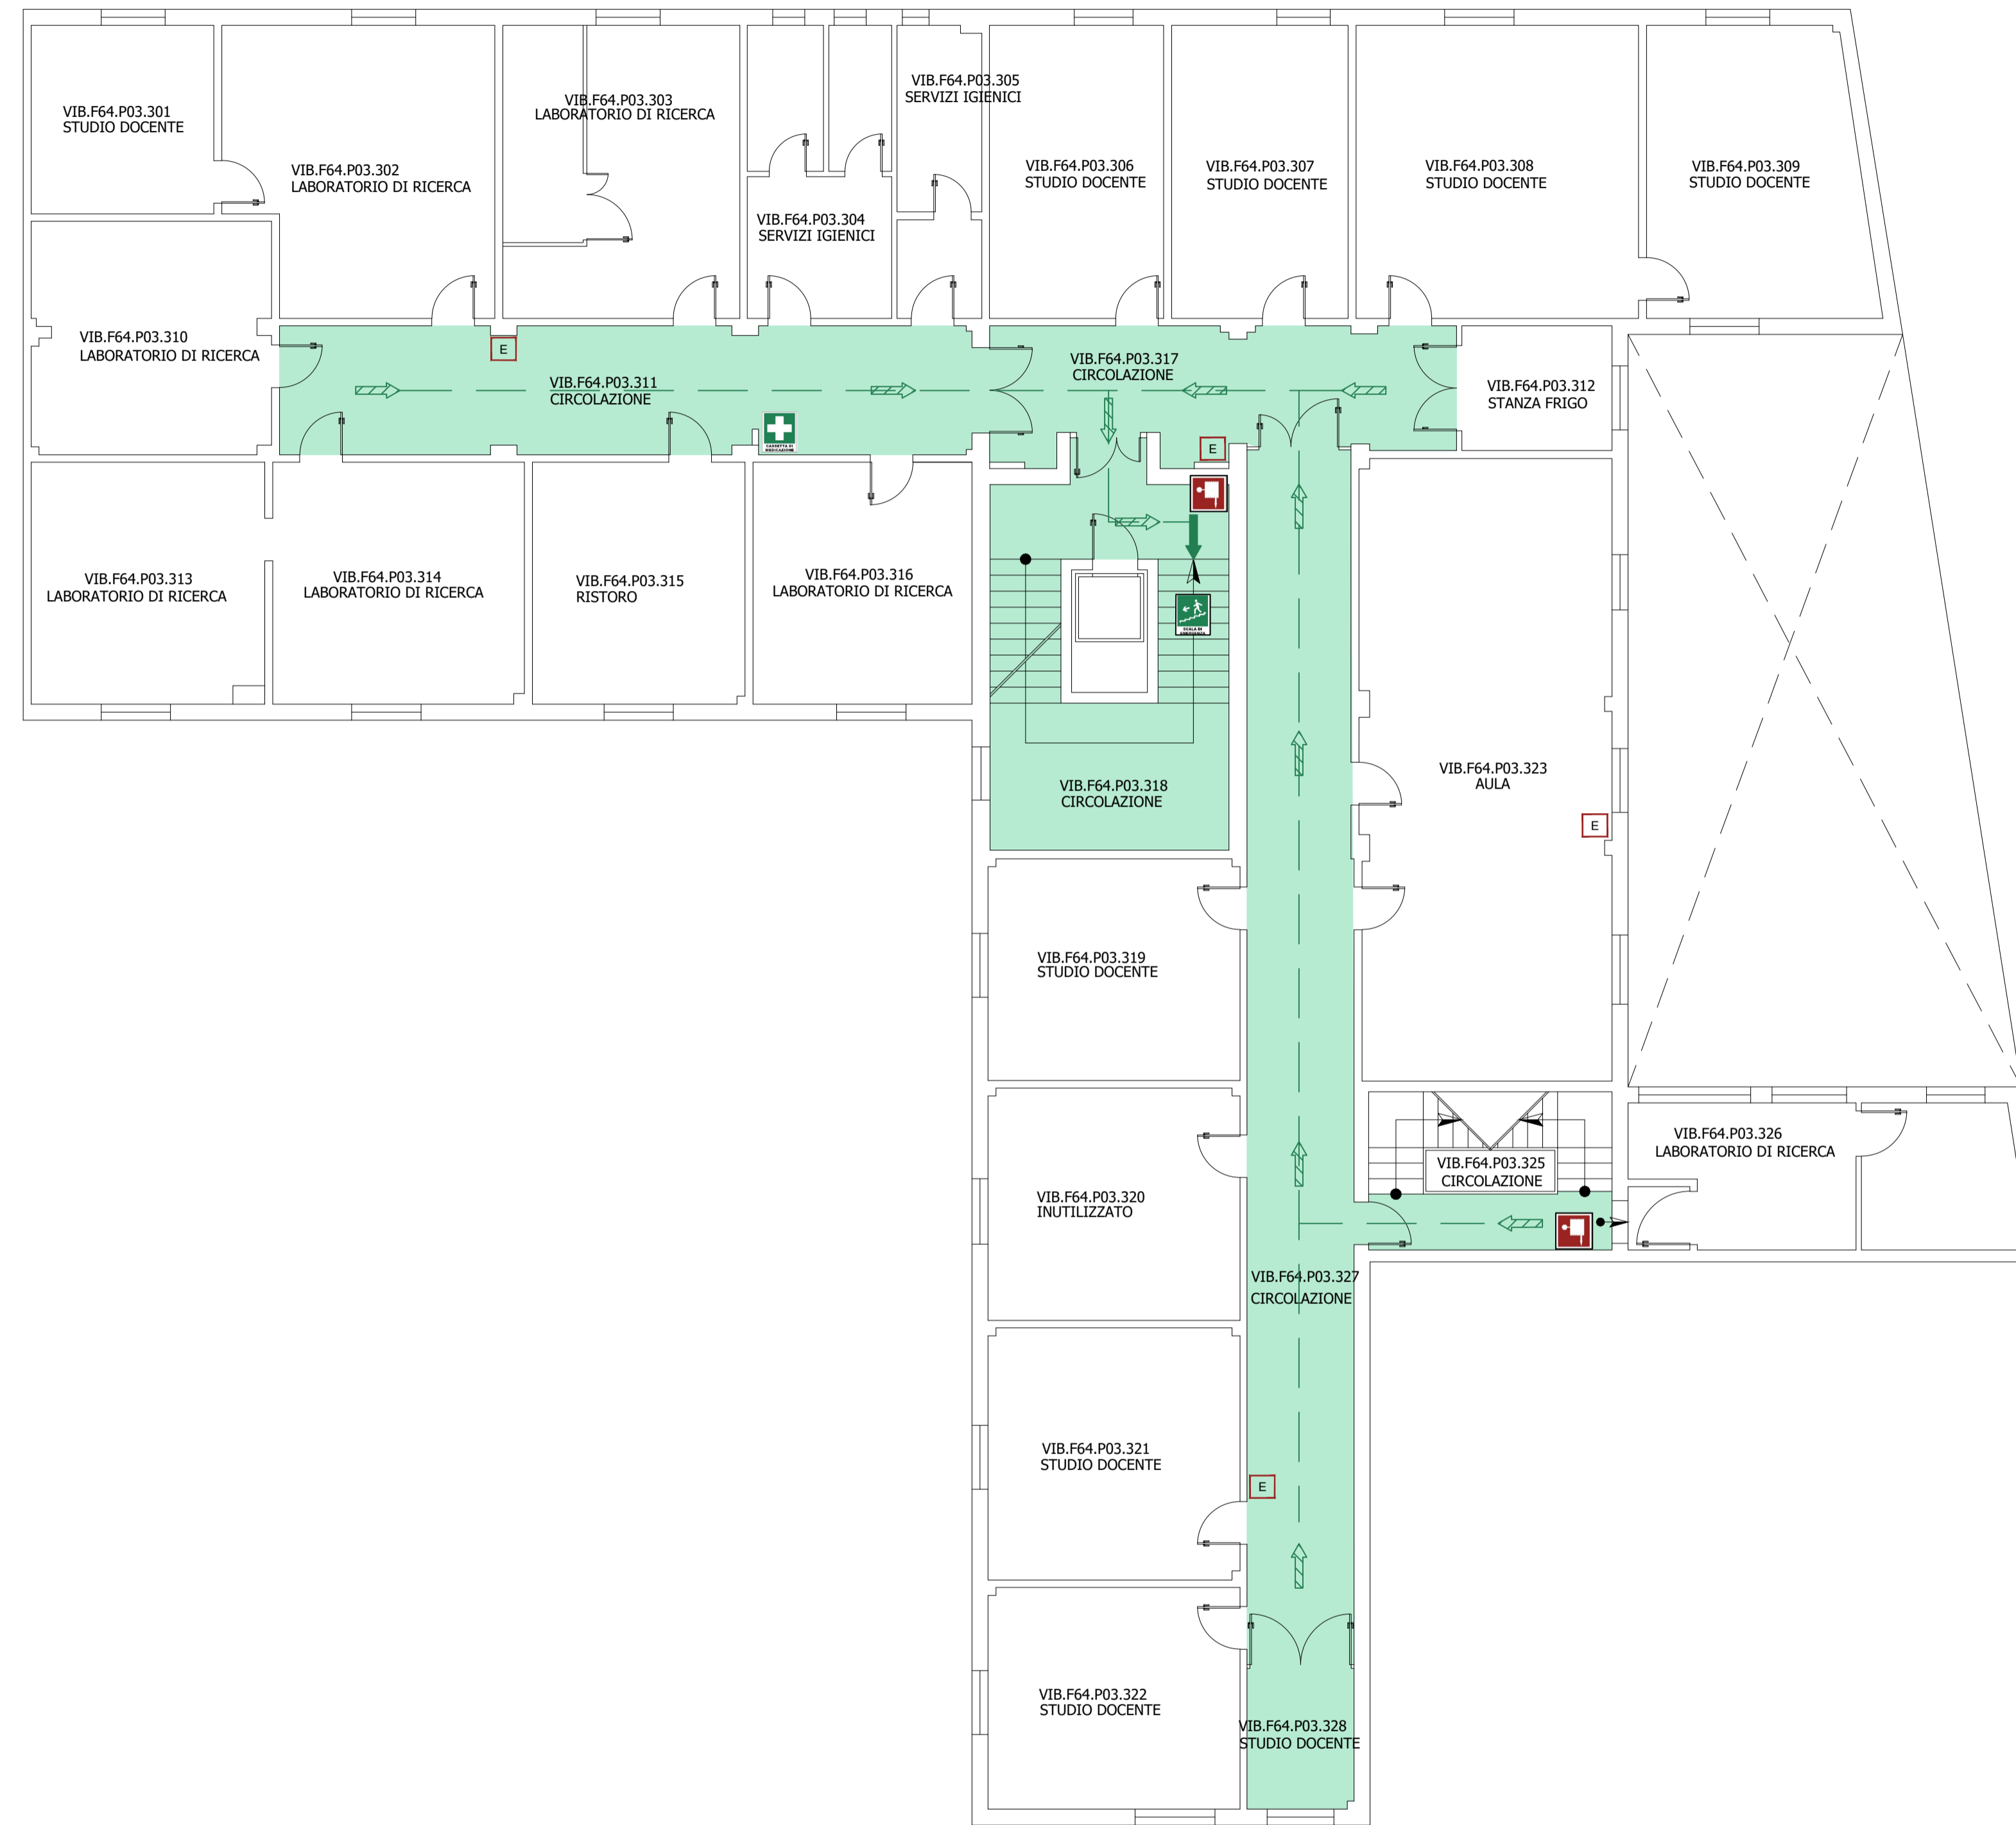 VIB.F64.P03.301
STUDIO DOCENTE
VIB.F64.P03.302
LABORATORIO DI RICERCA
VIB.F64.P03.303
LABORATORIO DI RICERCA
VIB.F64.P03.304
SERVIZI IGIENICI
VIB.F64.P03.305
SERVIZI IGIENICI
VIB.F64.P03.306
STUDIO DOCENTE
VIB.F64.P03.307
STUDIO DOCENTE
VIB.F64.P03.308
STUDIO DOCENTE
VIB.F64.P03.309
STUDIO DOCENTE
VIB.F64.P03.310
LABORATORIO DI RICERCA
E
VIB.F64.P03.311
CIRCOLAZIONE
CASSETTA DI
MEDICAZIONE
VIB.F64.P03.317
CIRCOLAZIONE
E
VIB.F64.P03.312
STANZA FRIGO
VIB.F64.P03.313
LABORATORIO DI RICERCA
VIB.F64.P03.314
LABORATORIO DI RICERCA
VIB.F64.P03.315
RISTORO
VIB.F64.P03.316
LABORATORIO DI RICERCA
SCALA DI
EMERGENZA
VIB.F64.P03.318
CIRCOLAZIONE
VIB.F64.P03.323
AULA
E
VIB.F64.P03.319
STUDIO DOCENTE
VIB.F64.P03.320
INUTILIZZATO
VIB.F64.P03.325
CIRCOLAZIONE
VIB.F64.P03.326
LABORATORIO DI RICERCA
VIB.F64.P03.327
CIRCOLAZIONE
VIB.F64.P03.321
STUDIO DOCENTE
E
VIB.F64.P03.322
STUDIO DOCENTE
VIB.F64.P03.328
STUDIO DOCENTE